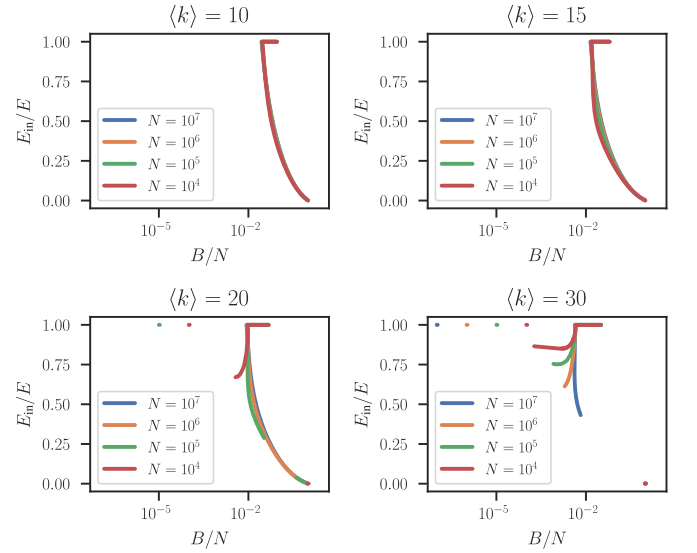 ⟨k⟩ = 10
1.00
0.75
0.50
0.25
0.00
E_in/E
N = 10^7
N = 10^6
N = 10^5
N = 10^4
10^−5
10^−2
B/N
⟨k⟩ = 15
1.00
0.75
0.50
0.25
0.00
E_in/E
N = 10^7
N = 10^6
N = 10^5
N = 10^4
10^−5
10^−2
B/N
⟨k⟩ = 20
1.00
0.75
0.50
0.25
0.00
E_in/E
N = 10^7
N = 10^6
N = 10^5
N = 10^4
10^−5
10^−2
B/N
⟨k⟩ = 30
1.00
0.75
0.50
0.25
0.00
E_in/E
N = 10^7
N = 10^6
N = 10^5
N = 10^4
10^−5
10^−2
B/N